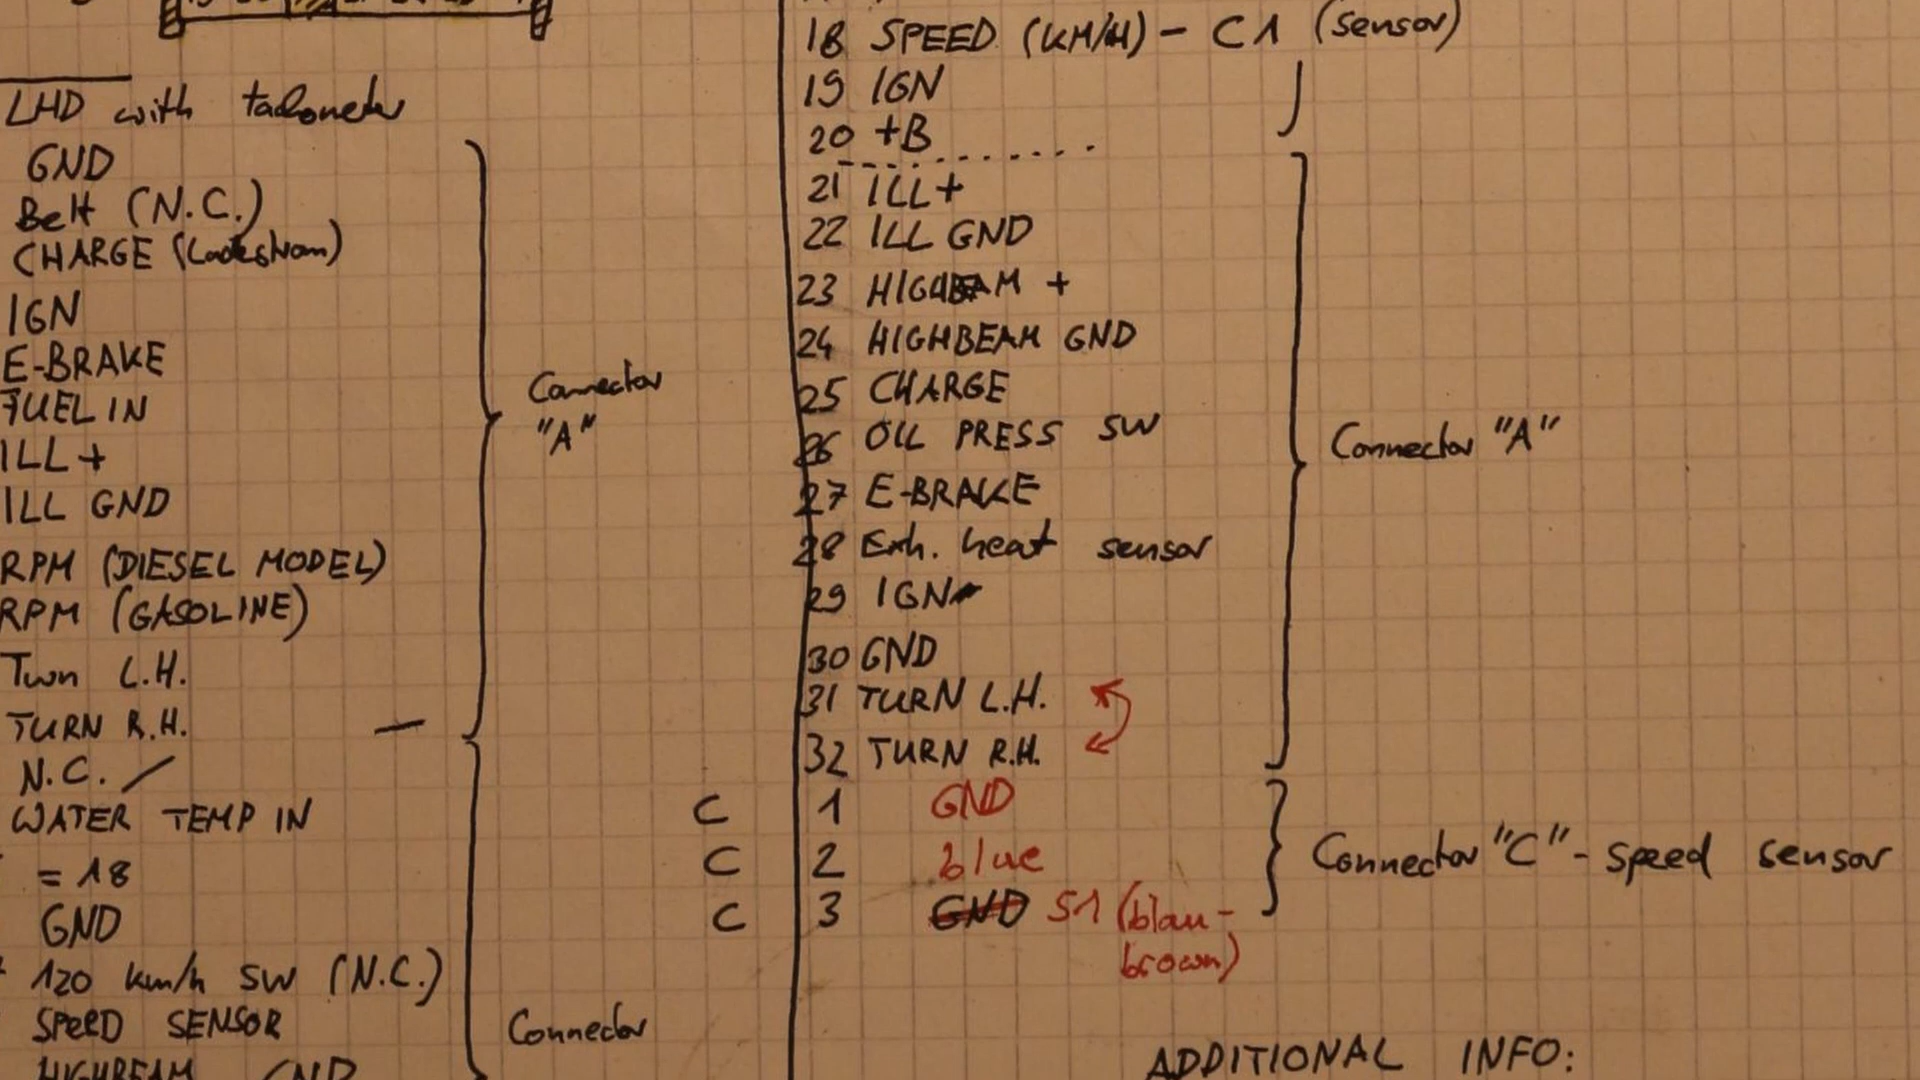 LHD with tachometer
GND
Belt (N.C.)
CHARGE (Ladestrom)
IGN
E-BRAKE
FUEL IN
ILL +
ILL GND
RPM (DIESEL MODEL)
RPM (GASOLINE)
Turn L.H.
TURN R.H. –
N.C.
WATER TEMP IN
= 18
GND
120 km/h SW (N.C.)
SPEED SENSOR
HIGHBEAM GND
Connector
"A"
Connector
18 SPEED (KM/H) – C1 (sensor)
19 IGN
20 +B
21 ILL+
22 ILL GND
23 HIGHBEAM +
24 HIGHBEAM GND
25 CHARGE
26 OIL PRESS SW
27 E-BRAKE
28 Exh. heat sensor
29 IGN
30 GND
31 TURN L.H.
32 TURN R.H.
Connector "A"
C 1 GND
C 2 blue
C 3 GND S1 (blau-
brown)
Connector "C" - speed sensor
ADDITIONAL INFO: